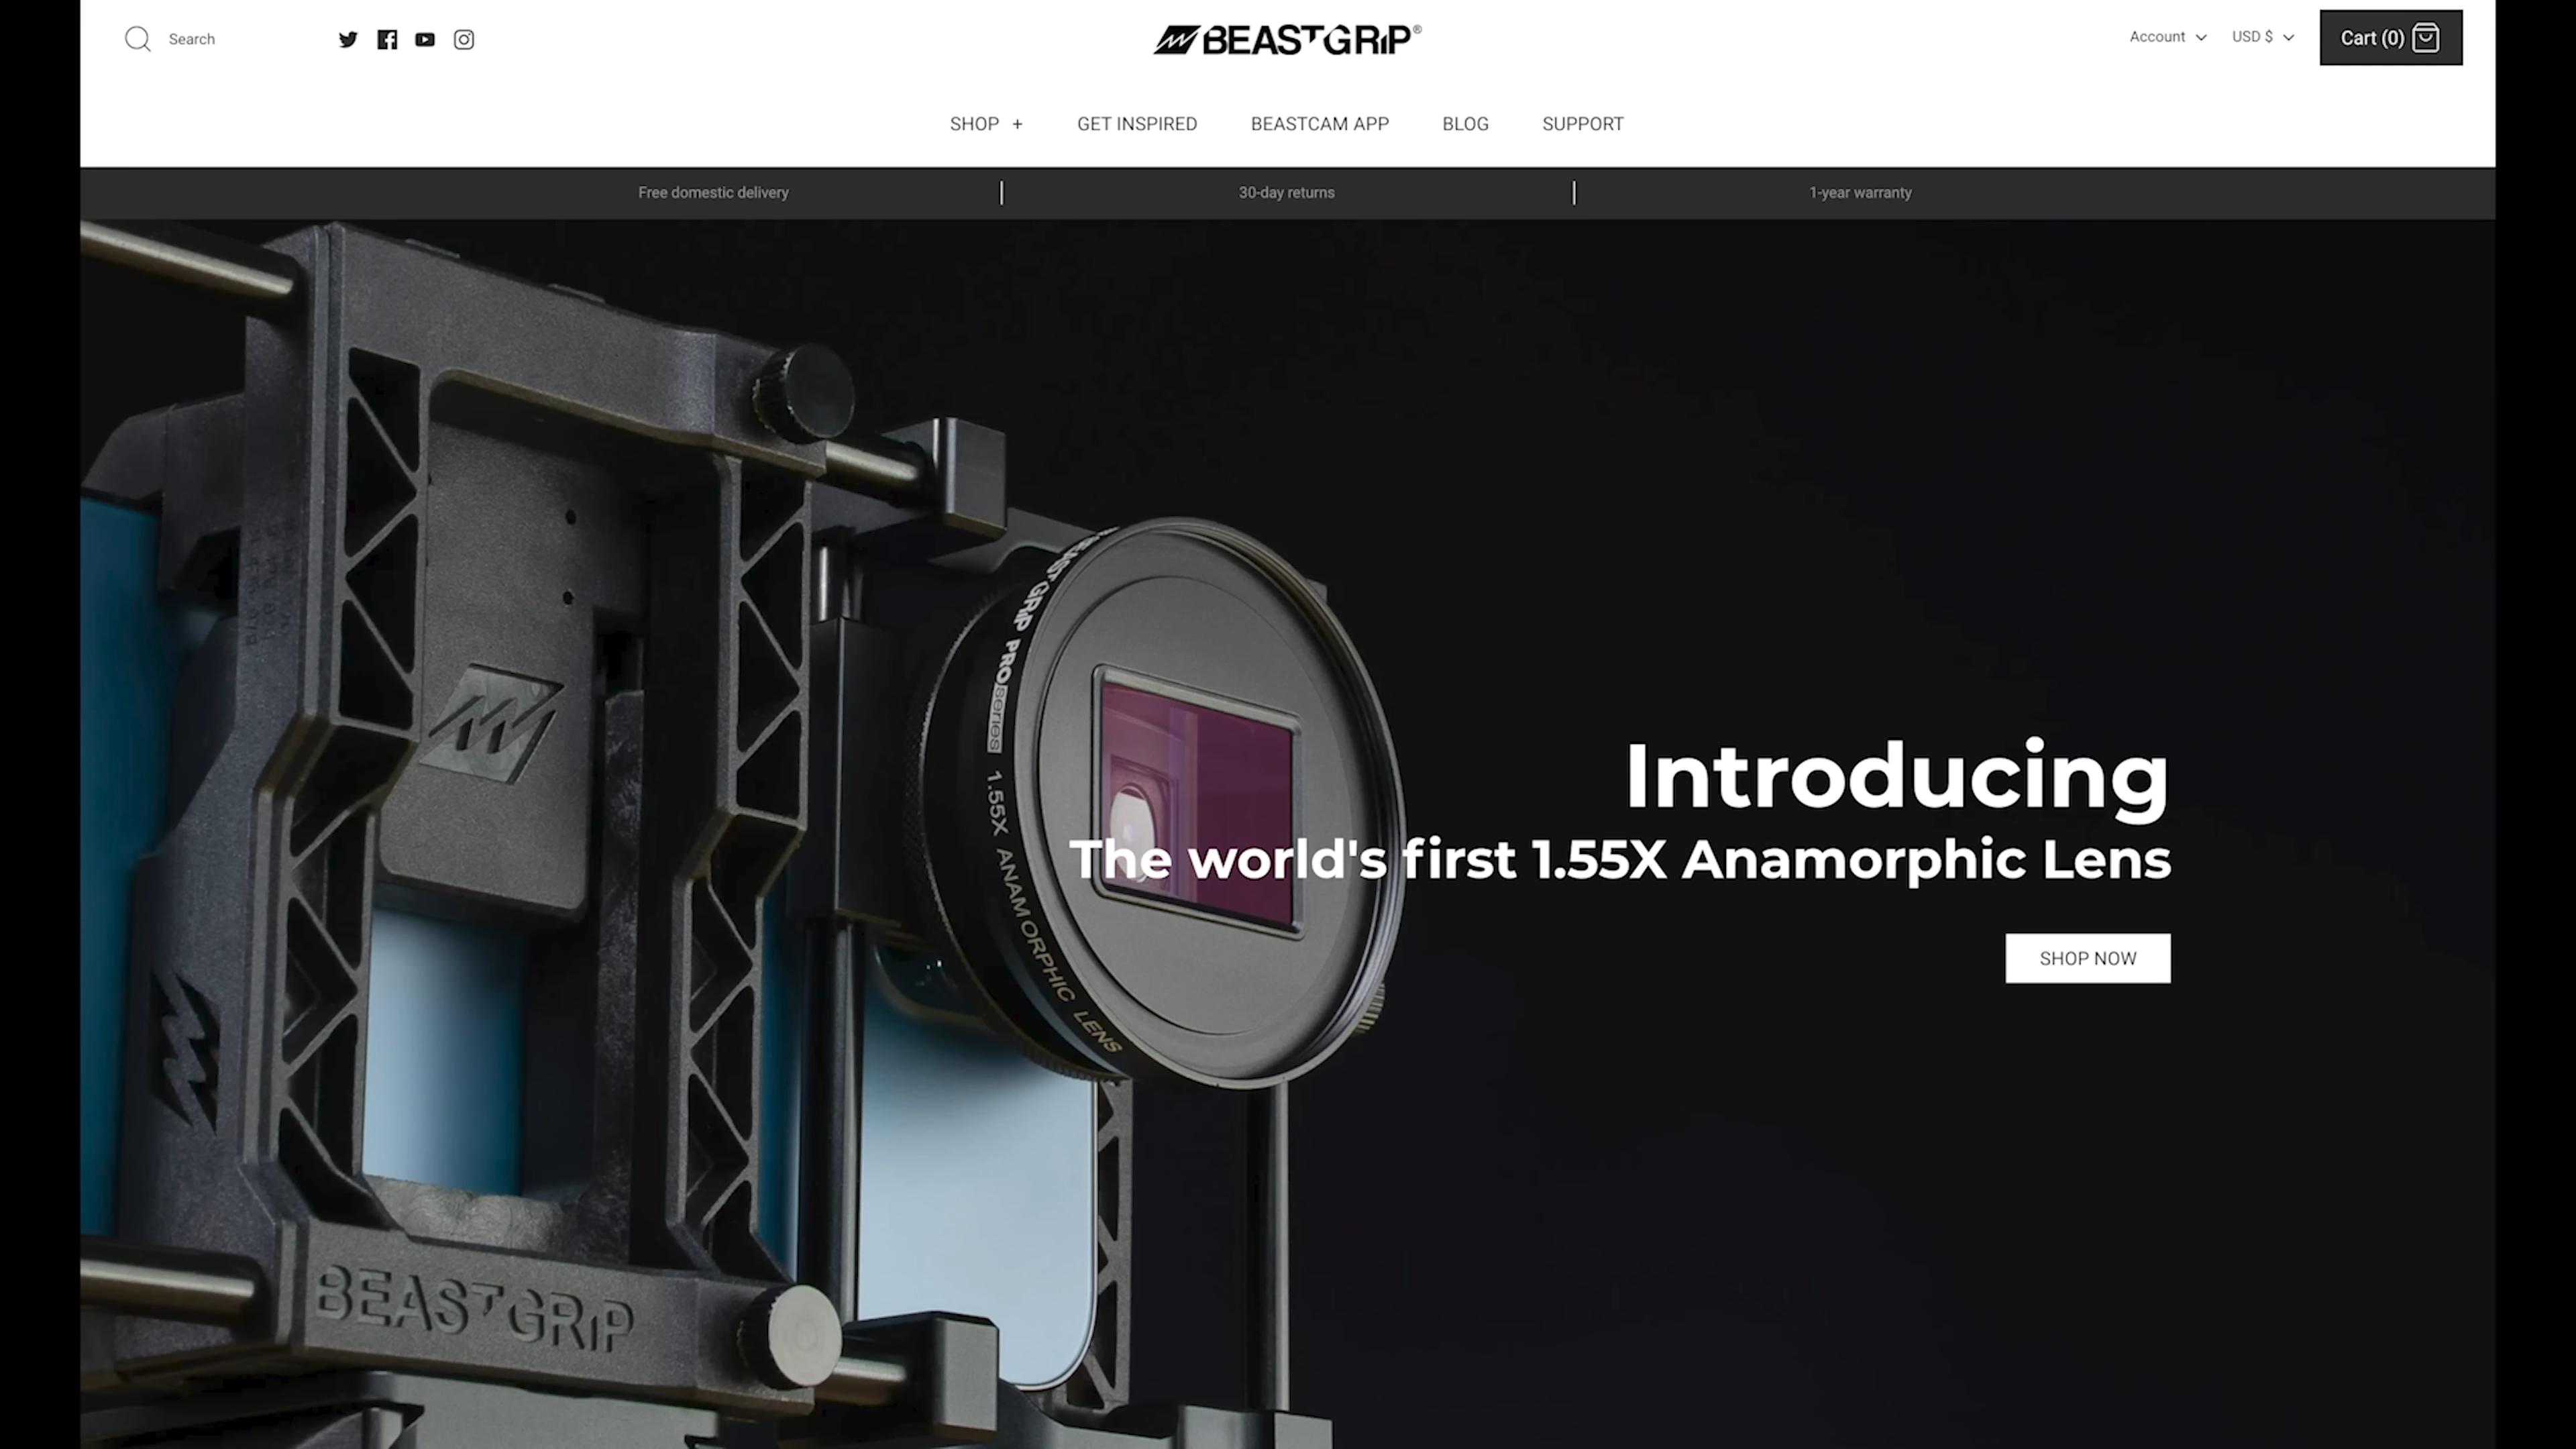 Search
BEASTGRIP®
Account
USD $
Cart (0)
SHOP +
GET INSPIRED
BEASTCAM APP
BLOG
SUPPORT
Free domestic delivery
30-day returns
1-year warranty
BEASTGRIP PRO series 1.55X ANAMORPHIC LENS
Introducing
The world's first 1.55X Anamorphic Lens
SHOP NOW
BEASTGRIP